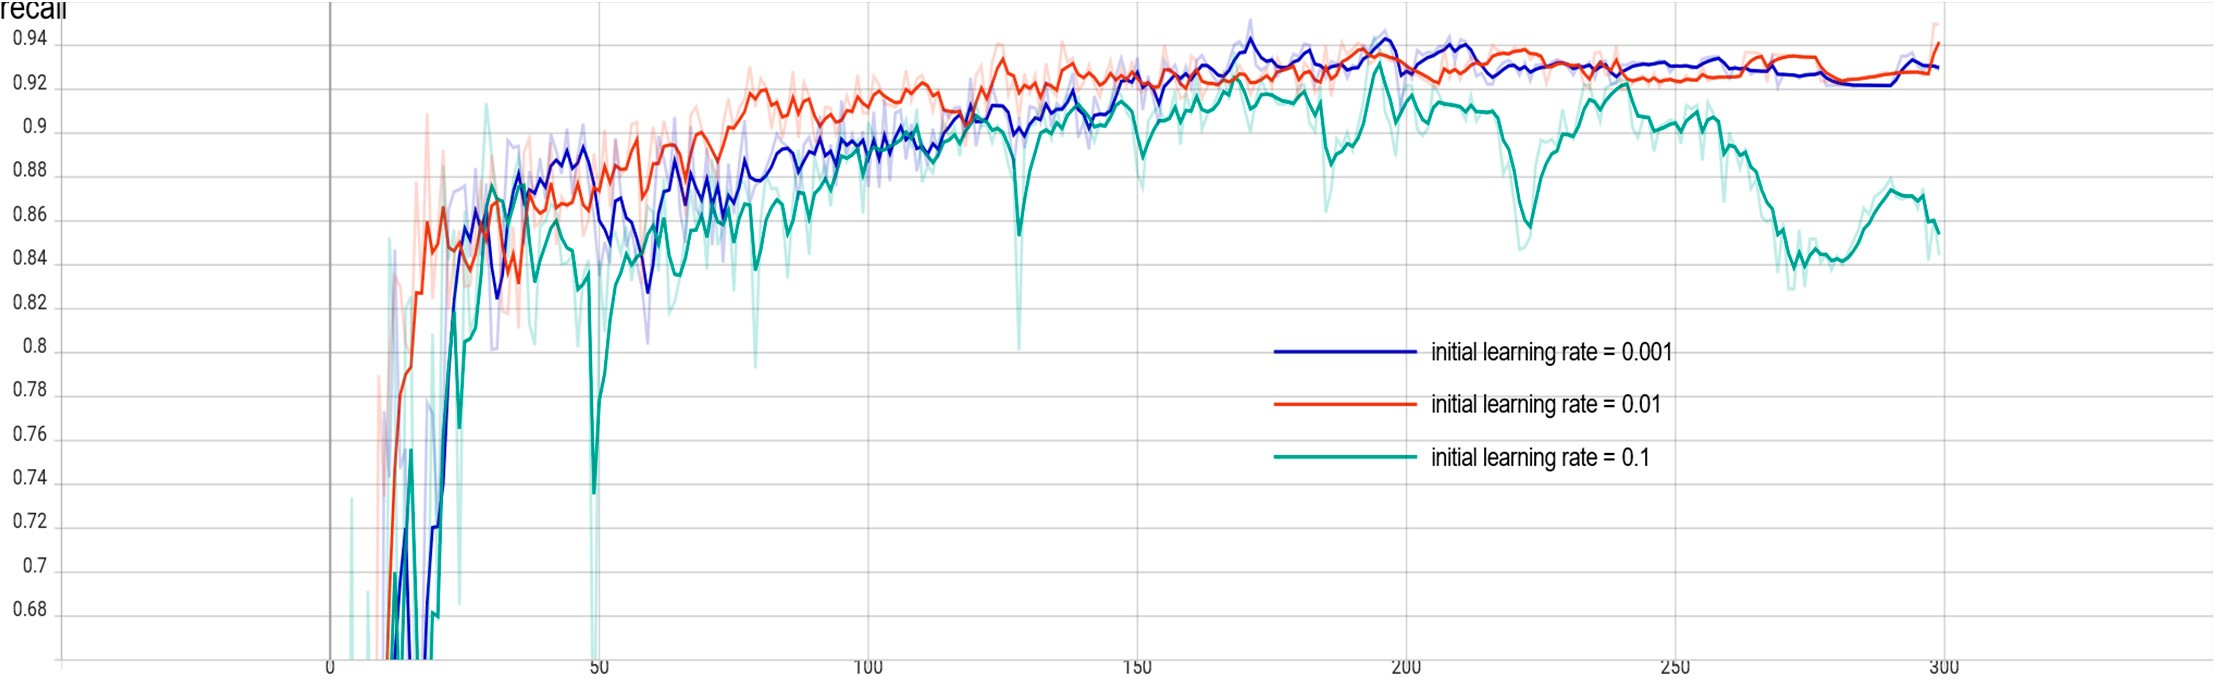 recall
0.94
0.92
0.9
0.88
0.86
0.84
0.82
0.8
0.78
0.76
0.74
0.72
0.7
0.68
initial learning rate = 0.001
initial learning rate = 0.01
initial learning rate = 0.1
0 50 100 150 200 250 300